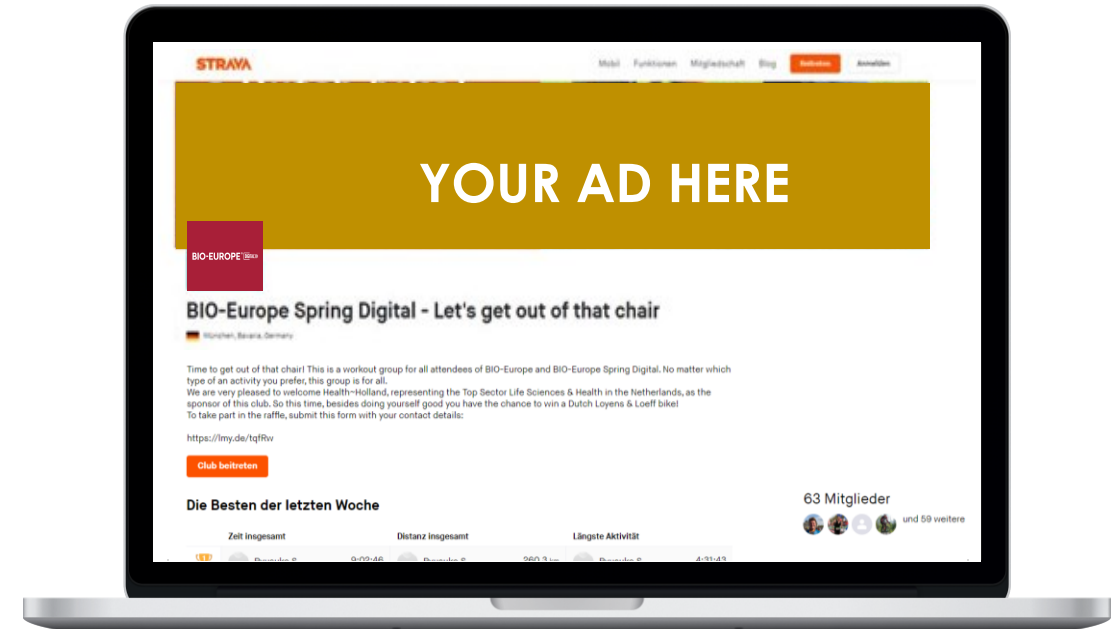 STRAVA
Mobil Funktionen Mitgliedschaft Blog Beitreten Anmelden
YOUR AD HERE
BIO-EUROPE
BIO-Europe Spring Digital - Let's get out of that chair
München, Bavaria, Germany
Time to get out of that chair! This is a workout group for all attendees of BIO-Europe and BIO-Europe Spring Digital. No matter which
type of an activity you prefer, this group is for all.
We are very pleased to welcome Health~Holland, representing the Top Sector Life Sciences & Health in the Netherlands, as the
sponsor of this club. So this time, besides doing yourself good you have the chance to win a Dutch Loyens & Loeff bike!
To take part in the raffle, submit this form with your contact details:
https://lmy.de/tqfRw
Club beitreten
Die Besten der letzten Woche
63 Mitglieder
und 59 weitere
Zeit insgesamt Distanz insgesamt Längste Aktivität
9:02:46 260,3 km 4:31:43